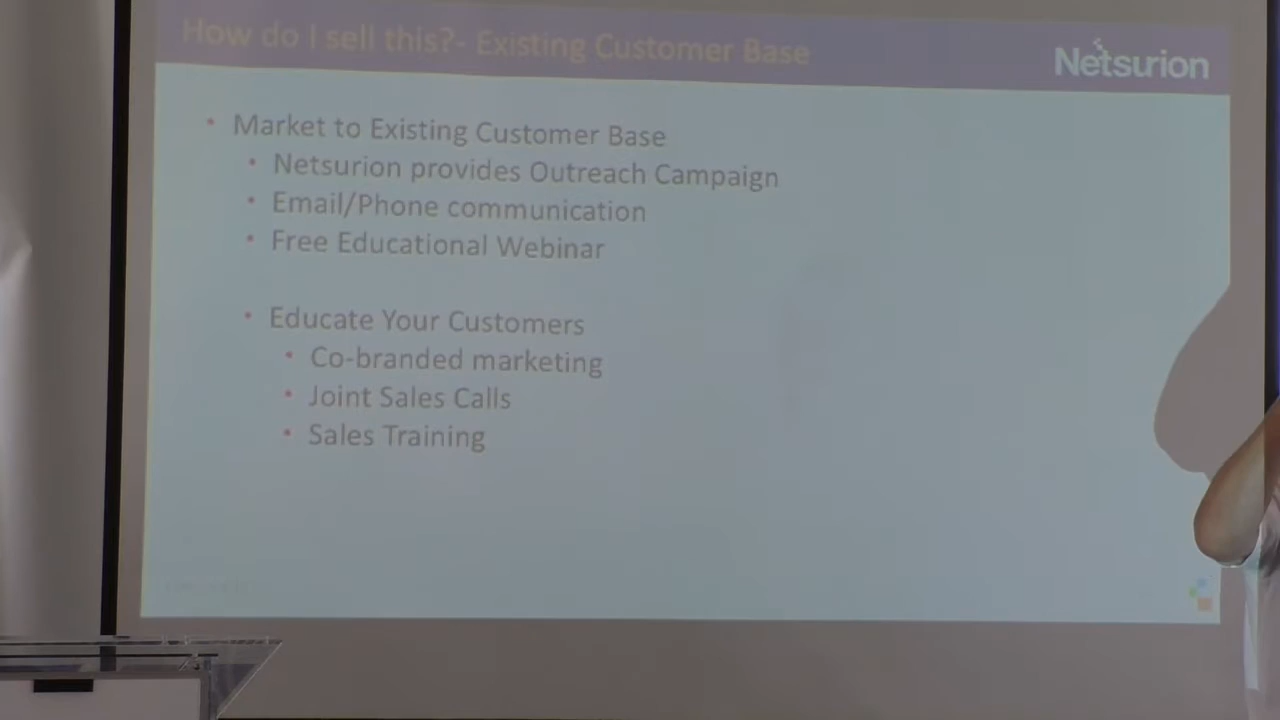 How do I sell this?- Existing Customer Base
Netsurion
• Market to Existing Customer Base
• Netsurion provides Outreach Campaign
• Email/Phone communication
• Free Educational Webinar
• Educate Your Customers
• Co-branded marketing
• Joint Sales Calls
• Sales Training